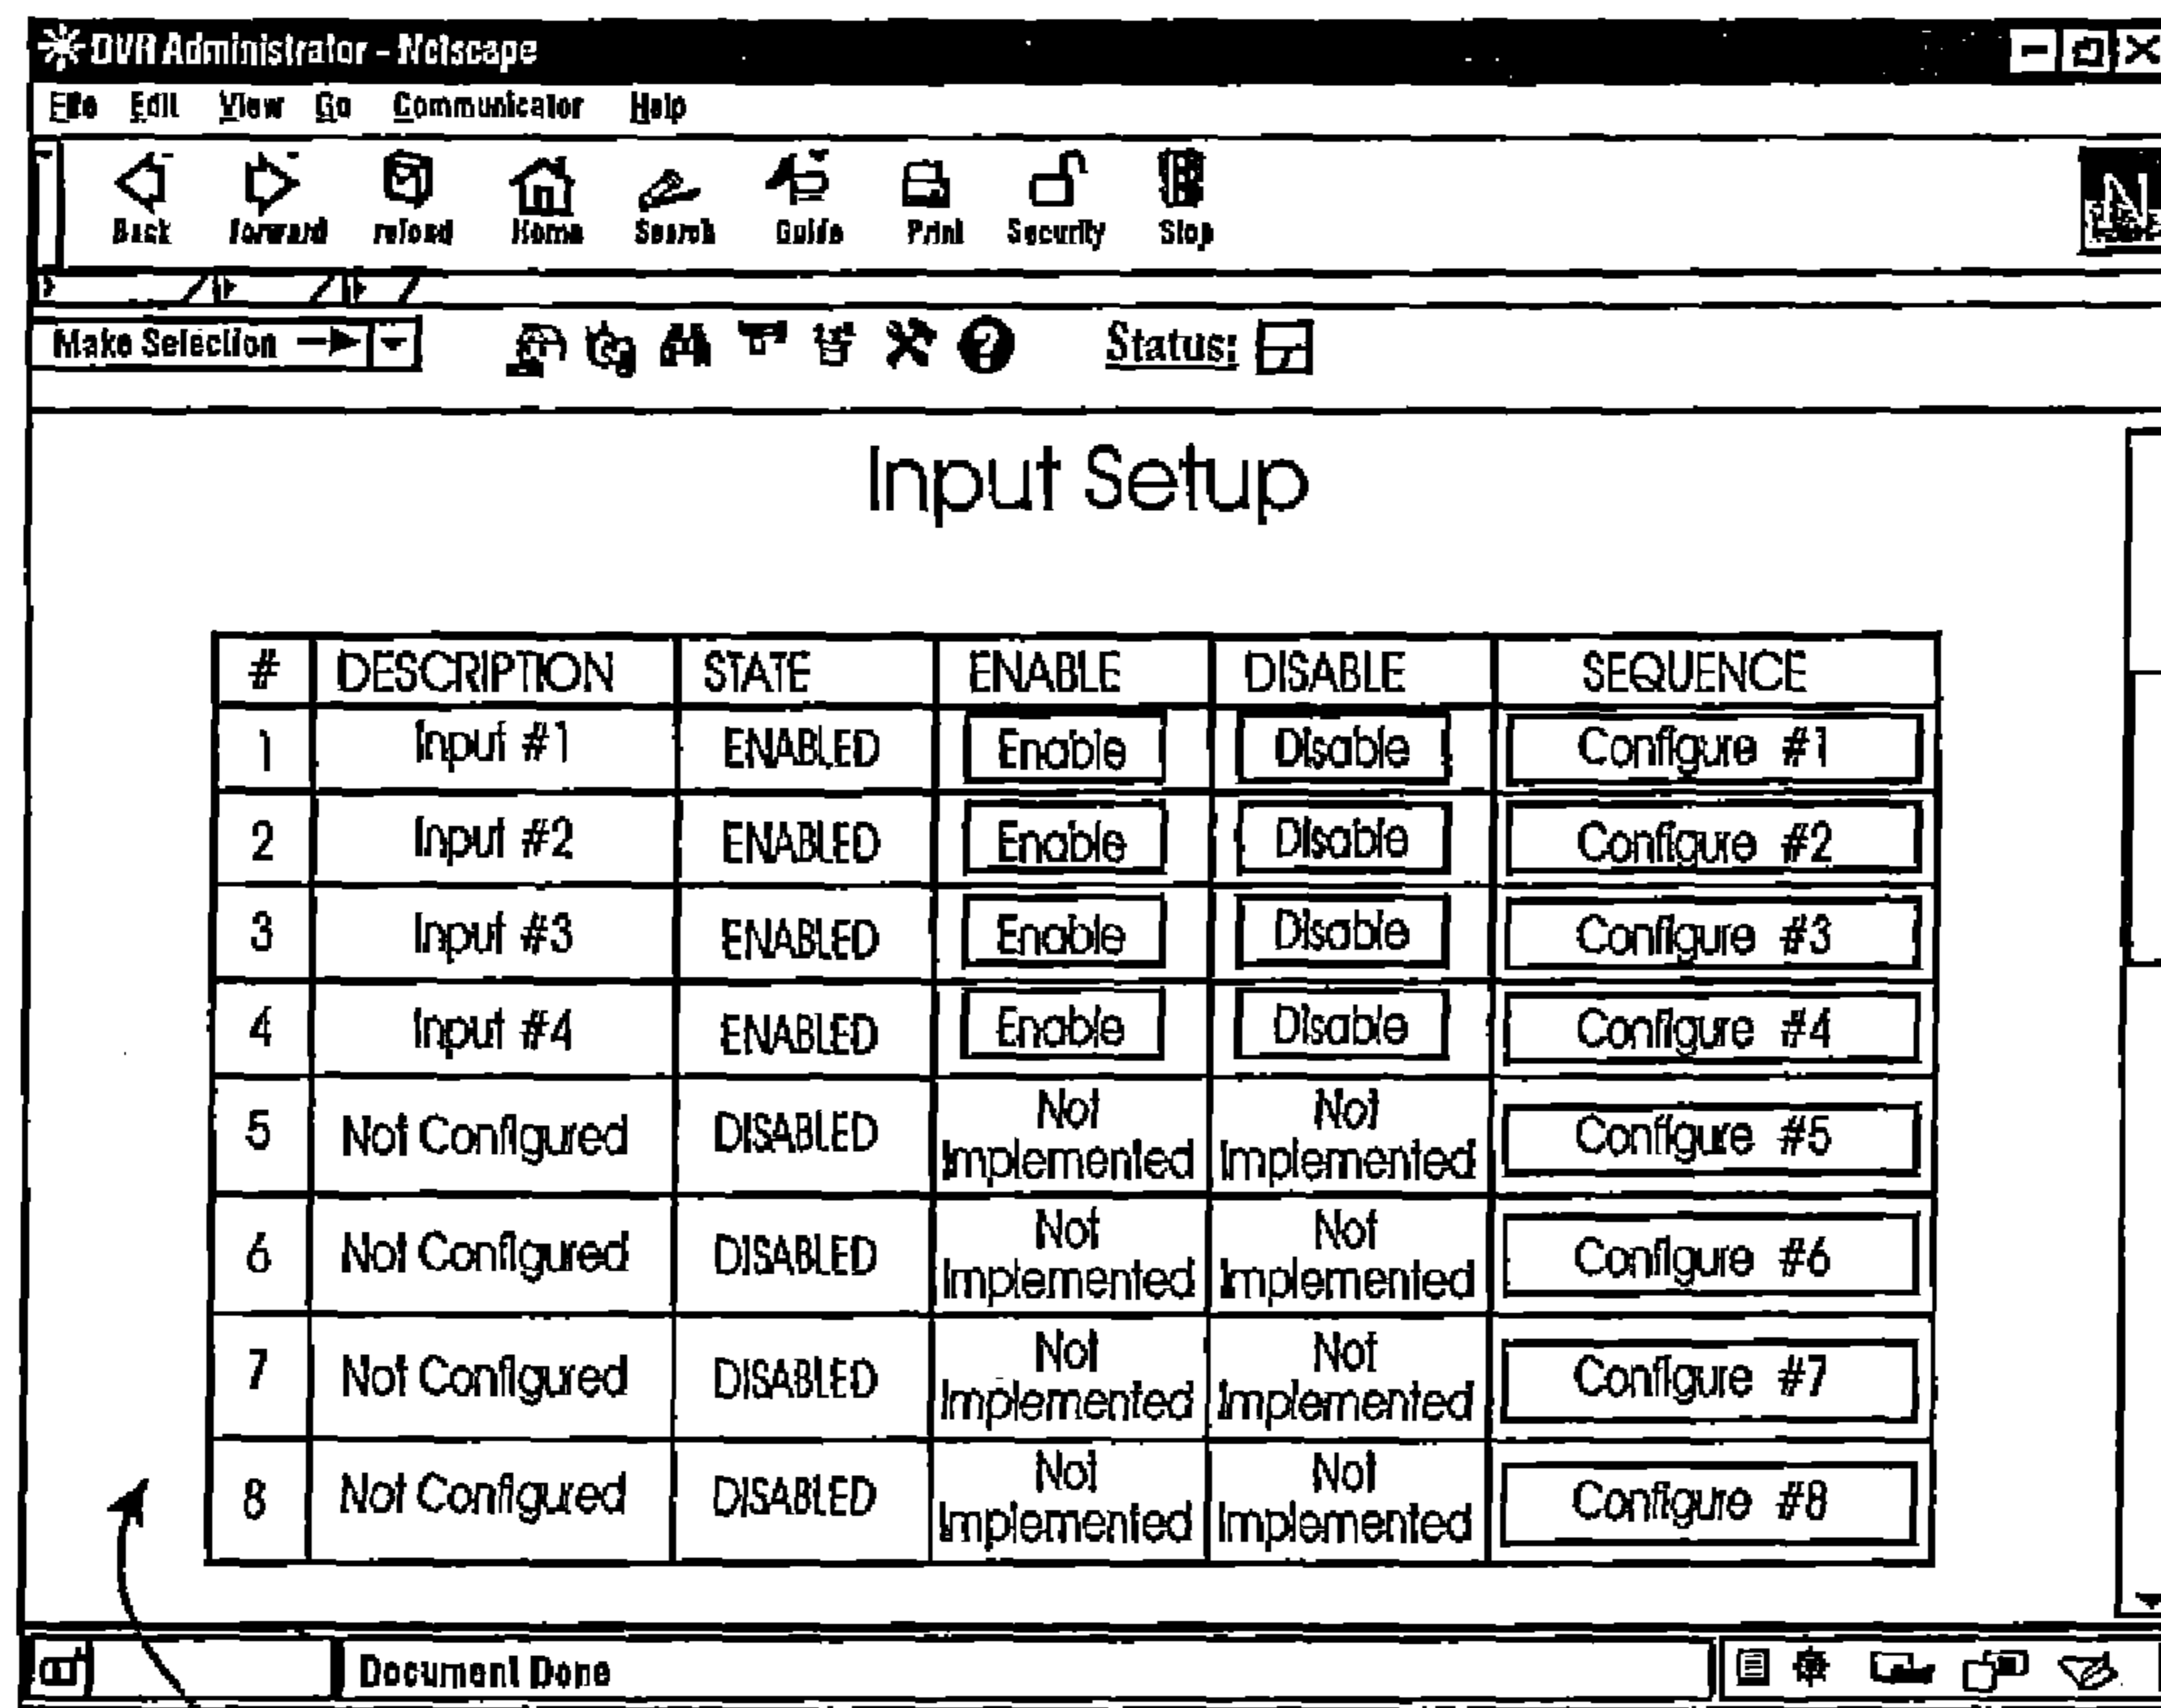 DVR Administrator - Netscape
File Edit View Go Communicator Help
Back forward reload Home Search Guide Print Security Stop
N
Make Selection
? Status:
Input Setup
# DESCRIPTION STATE ENABLE DISABLE SEQUENCE
1 Input #1 ENABLED Enable Disable Configure #1
2 Input #2 ENABLED Enable Disable Configure #2
3 Input #3 ENABLED Enable Disable Configure #3
4 Input #4 ENABLED Enable Disable Configure #4
5 Not Configured DISABLED Not Implemented Not Implemented Configure #5
6 Not Configured DISABLED Not Implemented Not Implemented Configure #6
7 Not Configured DISABLED Not Implemented Not Implemented Configure #7
8 Not Configured DISABLED Not Implemented Not Implemented Configure #8
Document Done